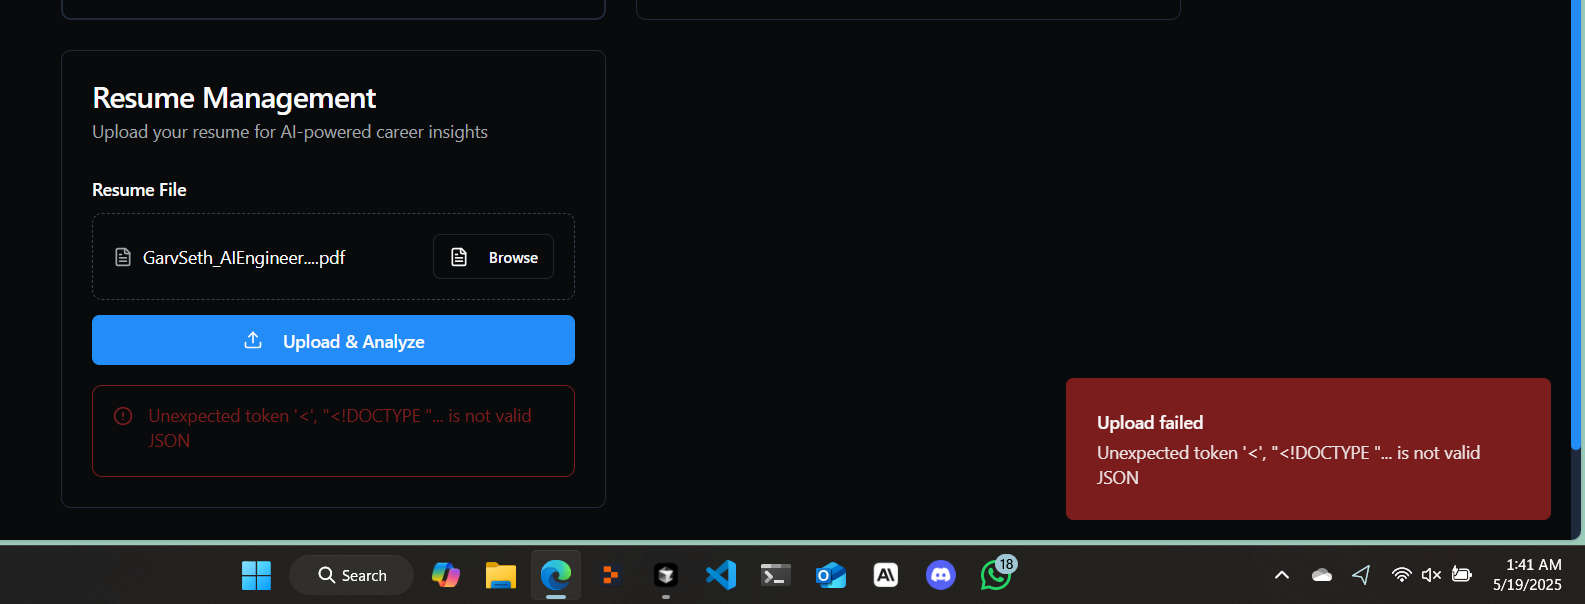 Resume Management
Upload your resume for AI-powered career insights
Resume File
GarvSeth_AIEngineer....pdf
Browse
Upload & Analyze
Unexpected token '<', "<!DOCTYPE "... is not valid
JSON
Upload failed
Unexpected token '<', "<!DOCTYPE "... is not valid
JSON
Search
18
1:41 AM
5/19/2025